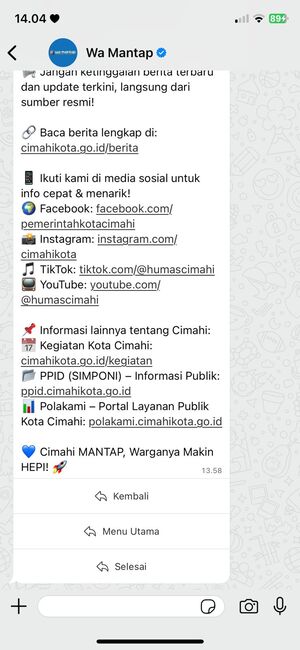 14.04
89
Wa Mantap
Jangan ketinggalan berita terbaru
dan update terkini, langsung dari
sumber resmi!
🔗 Baca berita lengkap di:
cimahikota.go.id/berita
📱 Ikuti kami di media sosial untuk
info cepat & menarik!
🌍 Facebook: facebook.com/
pemerintahkotacimahi
📸 Instagram: instagram.com/
cimahikota
🎵 TikTok: tiktok.com/@humascimahi
📺 YouTube: youtube.com/
@humascimahi
📌 Informasi lainnya tentang Cimahi:
📅 Kegiatan Kota Cimahi:
cimahikota.go.id/kegiatan
📂 PPID (SIMPONI) – Informasi Publik:
ppid.cimahikota.go.id
📊 Polakami – Portal Layanan Publik
Kota Cimahi: polakami.cimahikota.go.id
💙 Cimahi MANTAP, Warganya Makin
HEPI! 🚀
13.58
Kembali
Menu Utama
Selesai